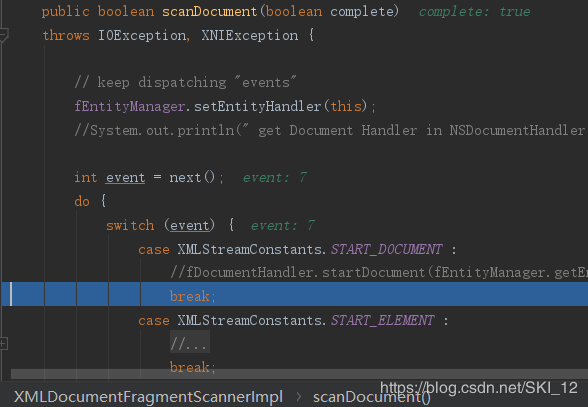 public boolean scanDocument(boolean complete) complete: true
throws IOException, XNIException {
// keep dispatching "events"
fEntityManager.setEntityHandler(this);
//System.out.println(" get Document Handler in NSDocumentHandler
int event = next(); event: 7
do {
switch (event) { event: 7
case XMLStreamConstants.START_DOCUMENT :
//fDocumentHandler.startDocument(fEntityManager.getEn
break;
case XMLStreamConstants.START_ELEMENT :
//...
break;
XMLDocumentFragmentScannerImpl › scanDocument()
https://blog.csdn.net/SKI_12